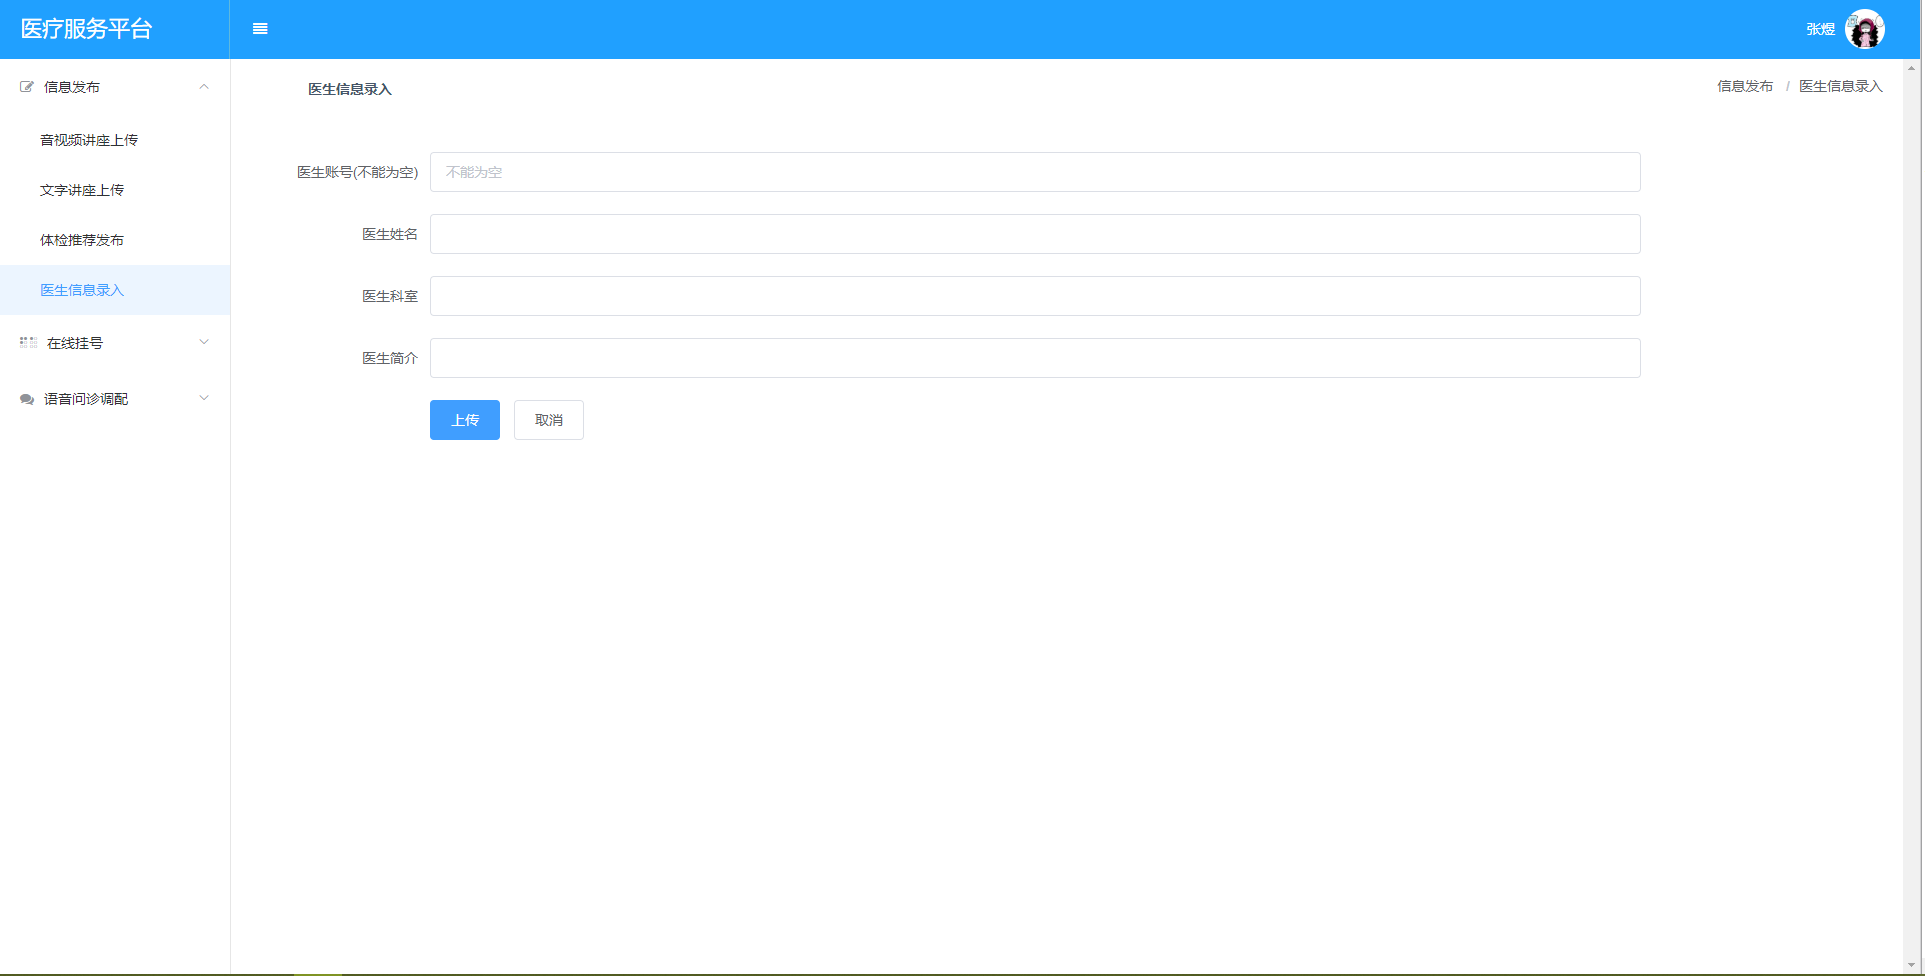 医疗服务平台
张煜
信息发布
音视频讲座上传
文字讲座上传
体检推荐发布
医生信息录入
在线挂号
语音问诊调配
医生信息录入
信息发布 / 医生信息录入
医生账号(不能为空) 不能为空
医生姓名
医生科室
医生简介
上传 取消